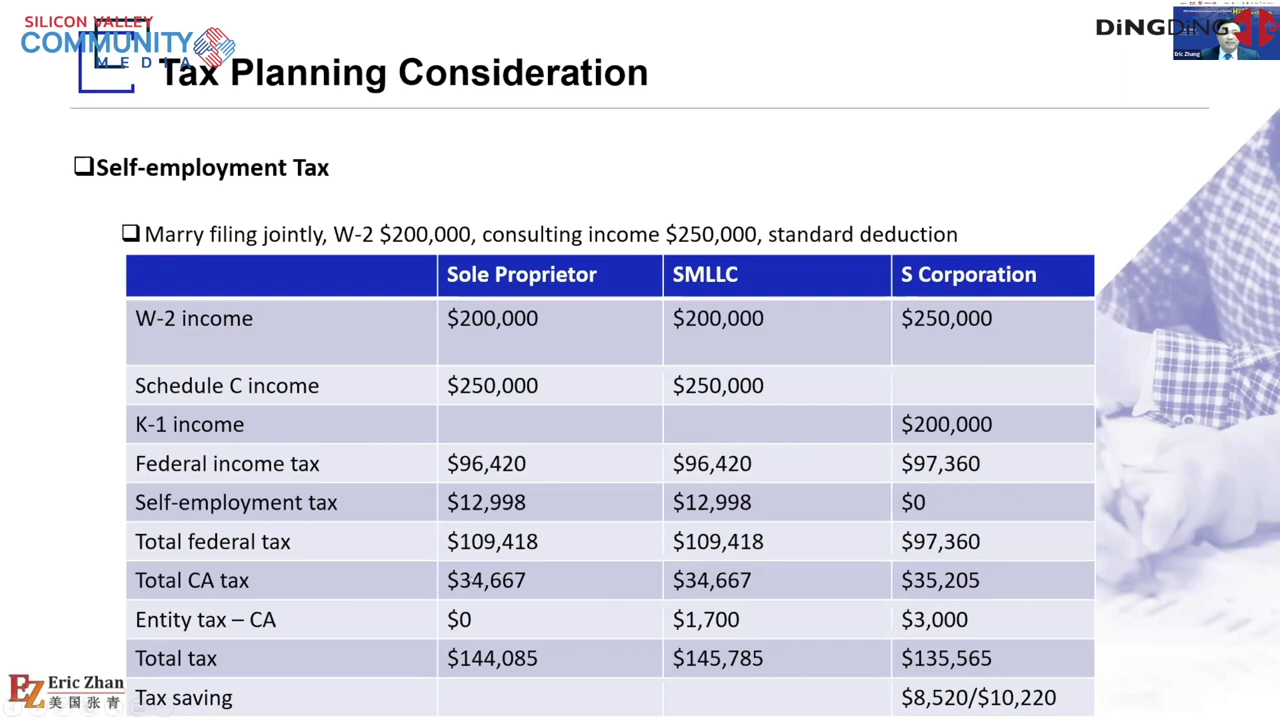 SILICON VALLEY
COMMUNITY
MEDIA
DiNGDiNG
Eric Zhang
Tax Planning Consideration
Self-employment Tax
Marry filing jointly, W-2 $200,000, consulting income $250,000, standard deduction
Sole Proprietor SMLLC S Corporation
W-2 income $200,000 $200,000 $250,000
Schedule C income $250,000 $250,000
K-1 income $200,000
Federal income tax $96,420 $96,420 $97,360
Self-employment tax $12,998 $12,998 $0
Total federal tax $109,418 $109,418 $97,360
Total CA tax $34,667 $34,667 $35,205
Entity tax – CA $0 $1,700 $3,000
Total tax $144,085 $145,785 $135,565
Tax saving $8,520/$10,220
EZ Eric Zhan
美国张青